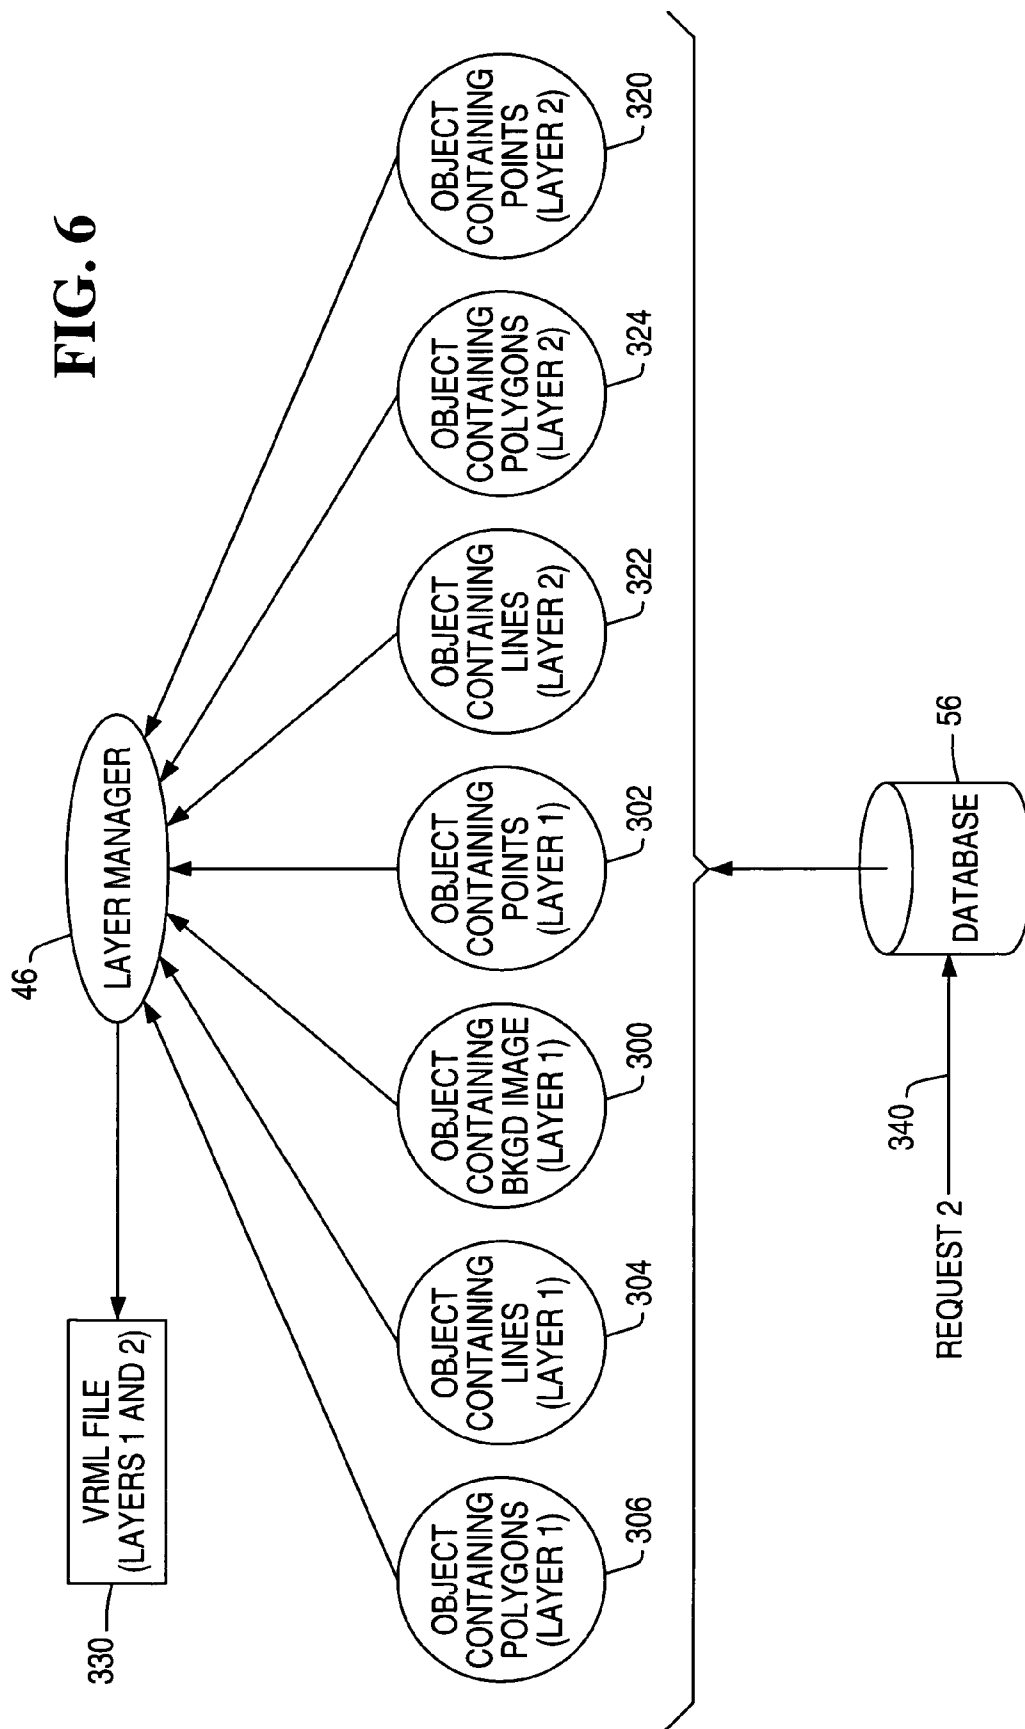 FIG. 6
46
LAYER MANAGER
VRML FILE
(LAYERS 1 AND 2)
330
OBJECT
CONTAINING
POLYGONS
(LAYER 1)
306
OBJECT
CONTAINING
LINES
(LAYER 1)
304
OBJECT
CONTAINING
BKGD IMAGE
(LAYER 1)
300
OBJECT
CONTAINING
POINTS
(LAYER 1)
302
OBJECT
CONTAINING
LINES
(LAYER 2)
322
OBJECT
CONTAINING
POLYGONS
(LAYER 2)
324
OBJECT
CONTAINING
POINTS
(LAYER 2)
320
REQUEST 2
340
DATABASE
56